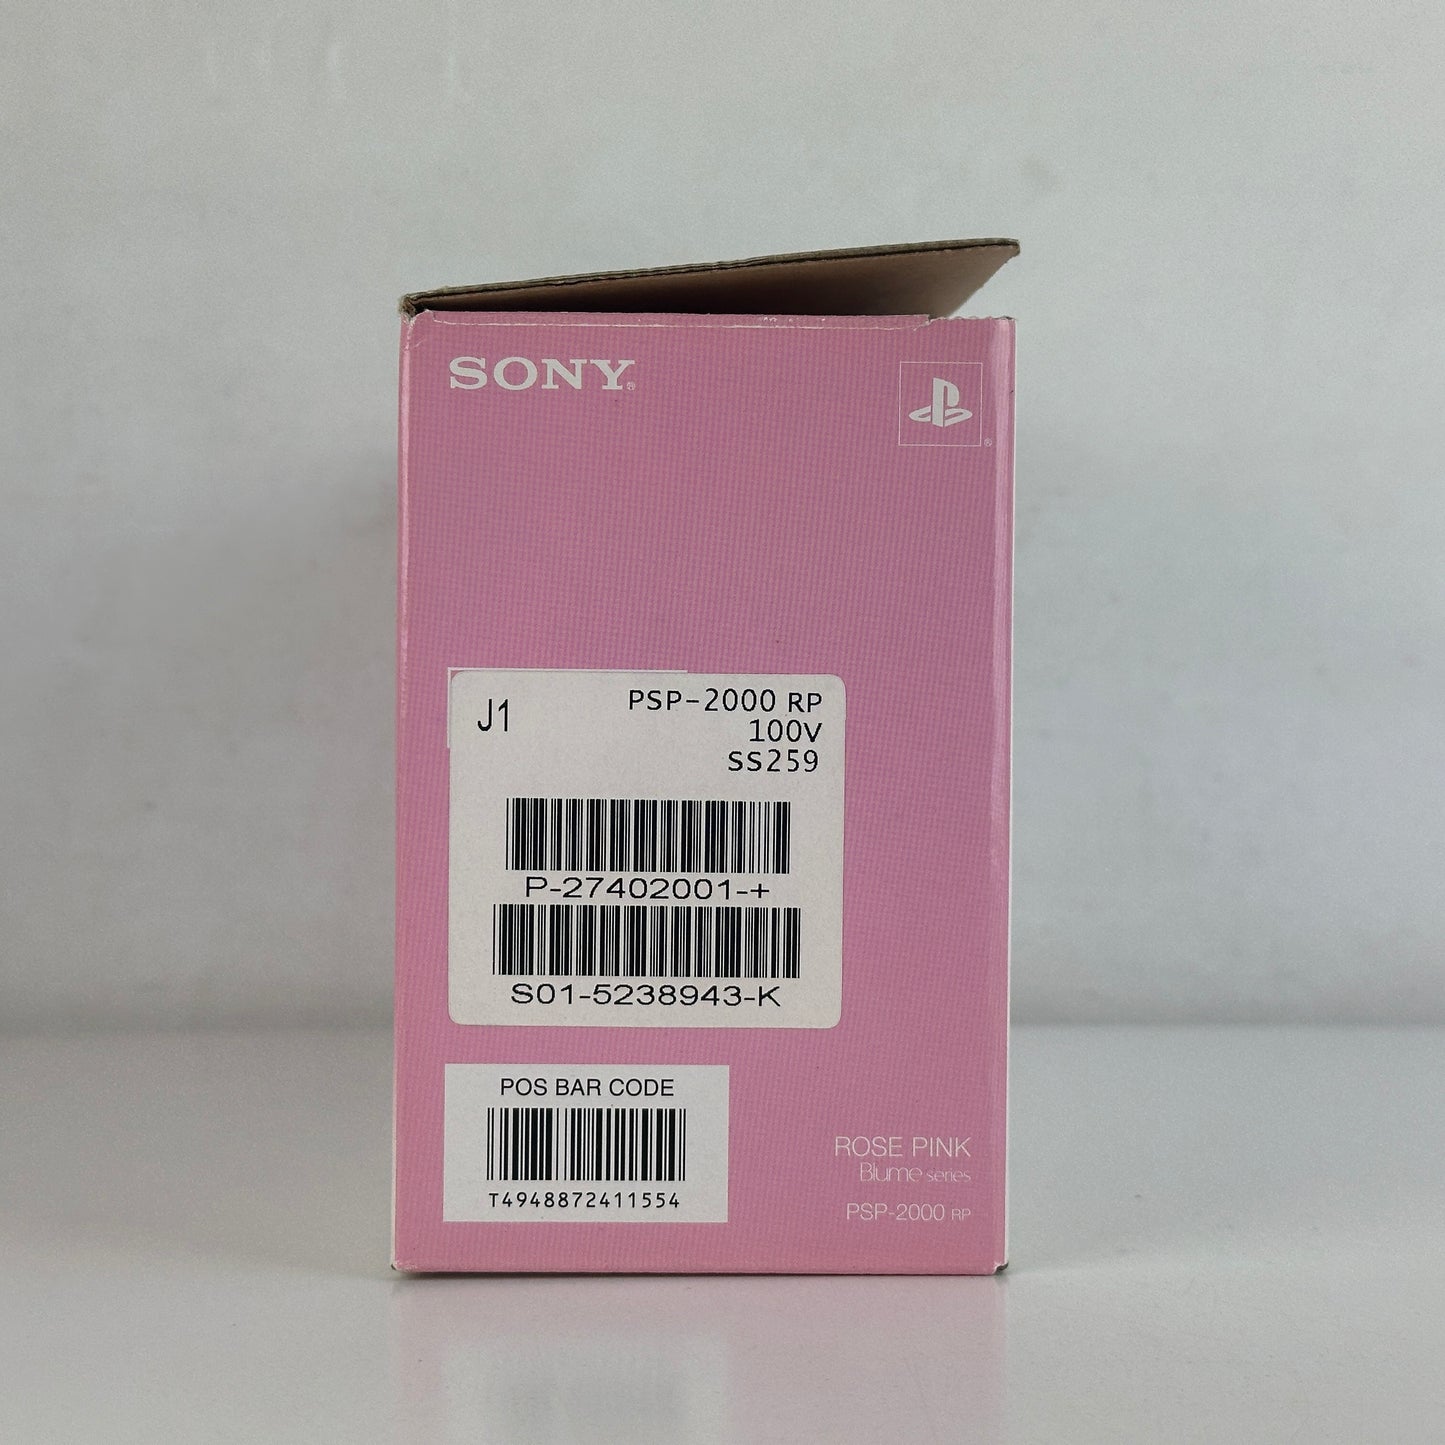 SONY®
®
J1
PSP-2000 RP
100V
SS259
P-27402001-+
S01-5238943-K
POS BAR CODE
T4948872411554
ROSE PINK
Blume series
PSP-2000 RP